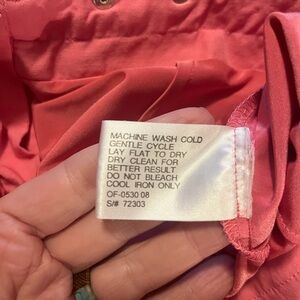 MACHINE WASH COLD
GENTLE CYCLE
LAY FLAT TO DRY
DRY CLEAN FOR
BETTER RESULT
DO NOT BLEACH
COOL IRON ONLY
OF-0530 08
S/# 72303